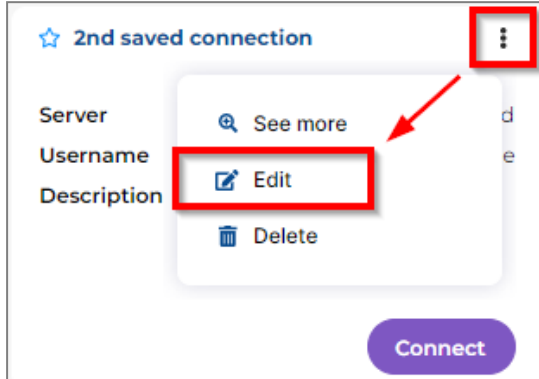 2nd saved connection
Server
See more
d
Username
e
Edit
Description
Delete
Connect